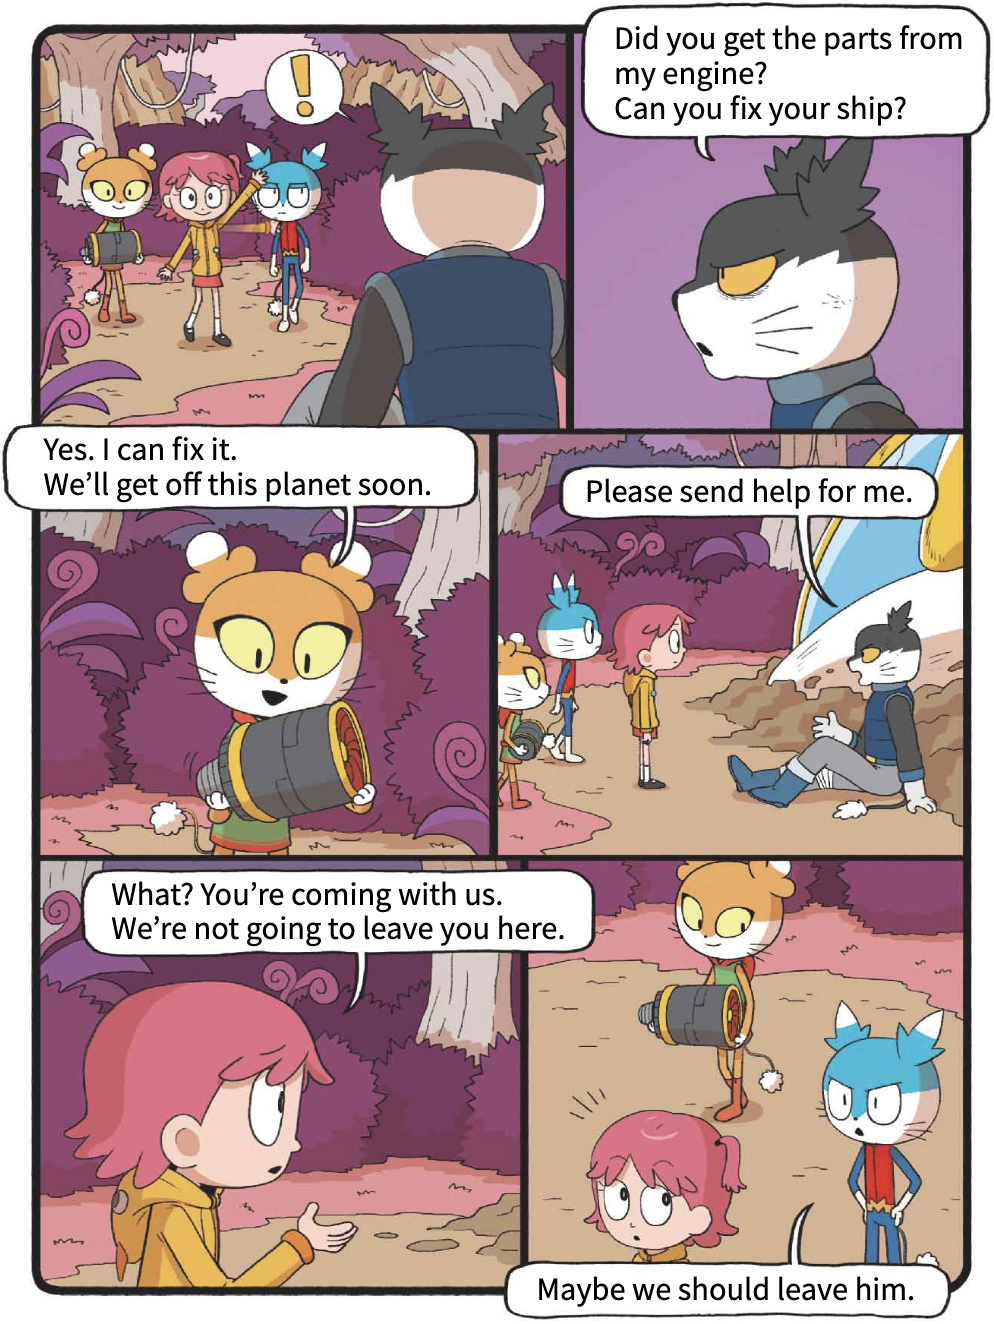 !
Did you get the parts from
my engine?
Can you fix your ship?
Yes. I can fix it.
We’ll get off this planet soon.
Please send help for me.
What? You’re coming with us.
We’re not going to leave you here.
Maybe we should leave him.